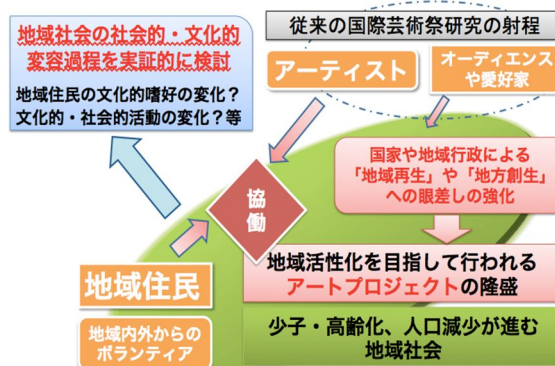 従来の国際芸術祭研究の射程
地域社会の社会的・文化的
変容過程を実証的に検討
地域住民の文化的嗜好の変化？
文化的・社会的活動の変化？等
アーティスト
オーディエンス
や愛好家
国家や地域行政による
「地域再生」や「地方創生」
への眼差しの強化
協働
地域活性化を目指して行われる
アートプロジェクトの隆盛
地域住民
地域内外からの
ボランティア
少子・高齢化、人口減少が進む
地域社会